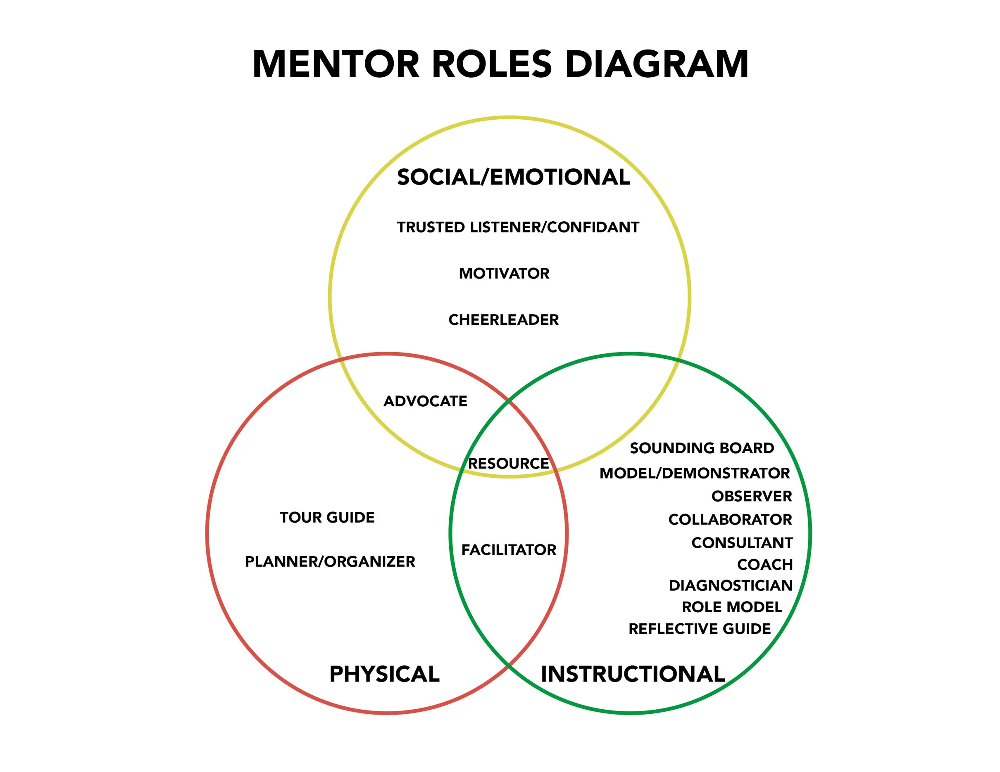 MENTOR ROLES DIAGRAM
SOCIAL/EMOTIONAL
TRUSTED LISTENER/CONFIDANT
MOTIVATOR
CHEERLEADER
ADVOCATE
RESOURCE
TOUR GUIDE
PLANNER/ORGANIZER
FACILITATOR
SOUNDING BOARD
MODEL/DEMONSTRATOR
OBSERVER
COLLABORATOR
CONSULTANT
COACH
DIAGNOSTICIAN
ROLE MODEL
REFLECTIVE GUIDE
PHYSICAL
INSTRUCTIONAL